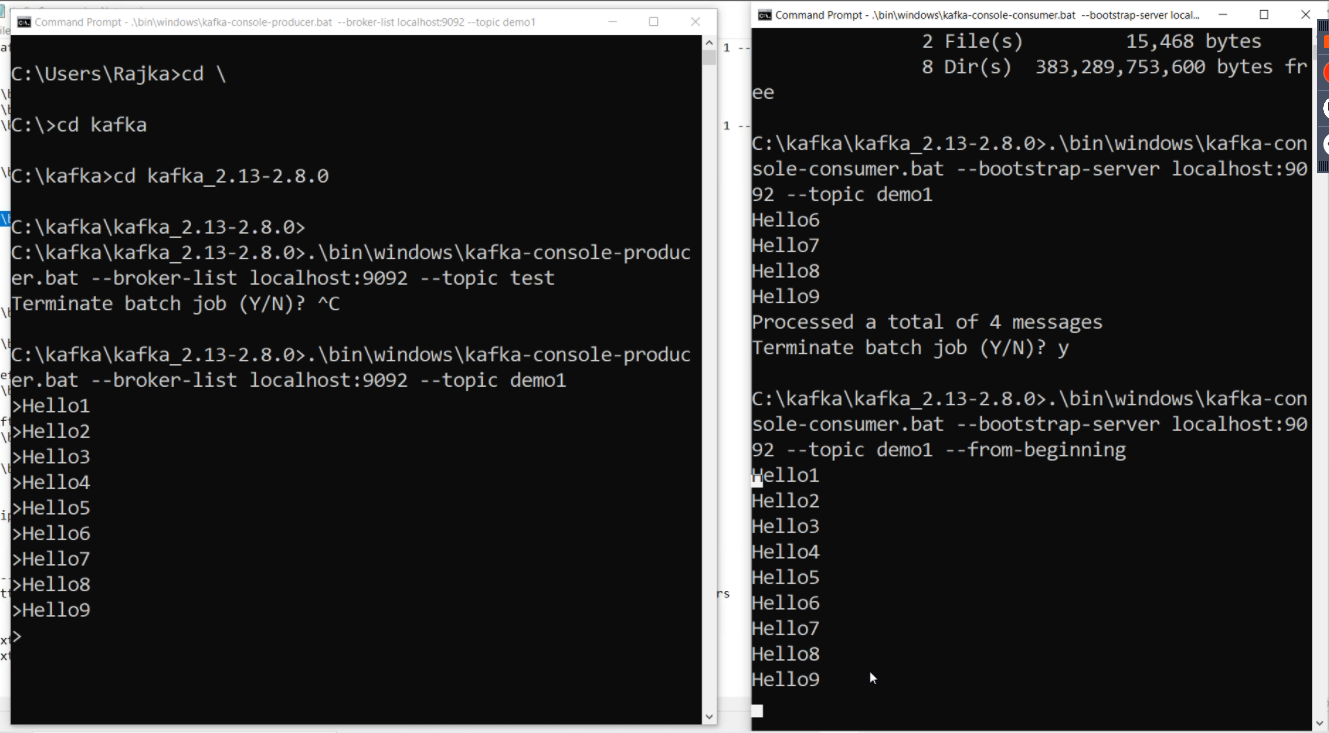 Command Prompt - .\bin\windows\kafka-console-producer.bat --broker-list localhost:9092 --topic demo1
C:\Users\Rajka>cd \
C:\>cd kafka
C:\kafka>cd kafka_2.13-2.8.0
C:\kafka\kafka_2.13-2.8.0>
C:\kafka\kafka_2.13-2.8.0>.\bin\windows\kafka-console-produc
er.bat --broker-list localhost:9092 --topic test
Terminate batch job (Y/N)? ^C
C:\kafka\kafka_2.13-2.8.0>.\bin\windows\kafka-console-produc
er.bat --broker-list localhost:9092 --topic demo1
>Hello1
>Hello2
>Hello3
>Hello4
>Hello5
>Hello6
>Hello7
>Hello8
>Hello9
>
1 --
1 --
rs
Command Prompt - .\bin\windows\kafka-console-consumer.bat --bootstrap-server local...
2 File(s) 15,468 bytes
8 Dir(s) 383,289,753,600 bytes fr
ee
C:\kafka\kafka_2.13-2.8.0>.\bin\windows\kafka-con
sole-consumer.bat --bootstrap-server localhost:90
92 --topic demo1
Hello6
Hello7
Hello8
Hello9
Processed a total of 4 messages
Terminate batch job (Y/N)? y
C:\kafka\kafka_2.13-2.8.0>.\bin\windows\kafka-con
sole-consumer.bat --bootstrap-server localhost:90
92 --topic demo1 --from-beginning
Hello1
Hello2
Hello3
Hello4
Hello5
Hello6
Hello7
Hello8
Hello9